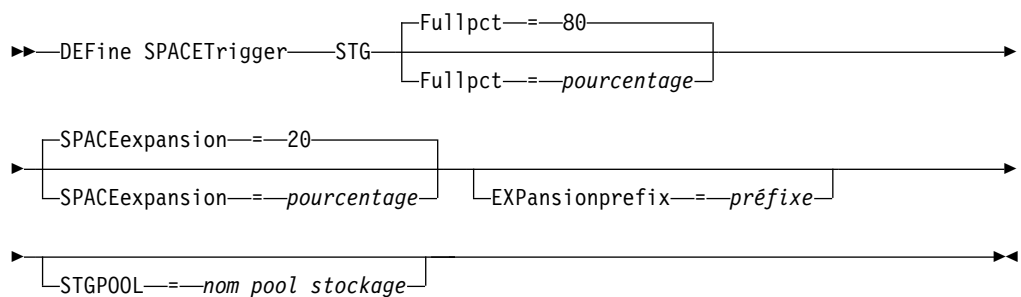 Fullpct = 80
DEFine SPACETrigger STG
Fullpct = pourcentage
SPACEexpansion = 20
SPACEexpansion = pourcentage
EXPansionprefix = préfixe
STGPOOL = nom pool stockage